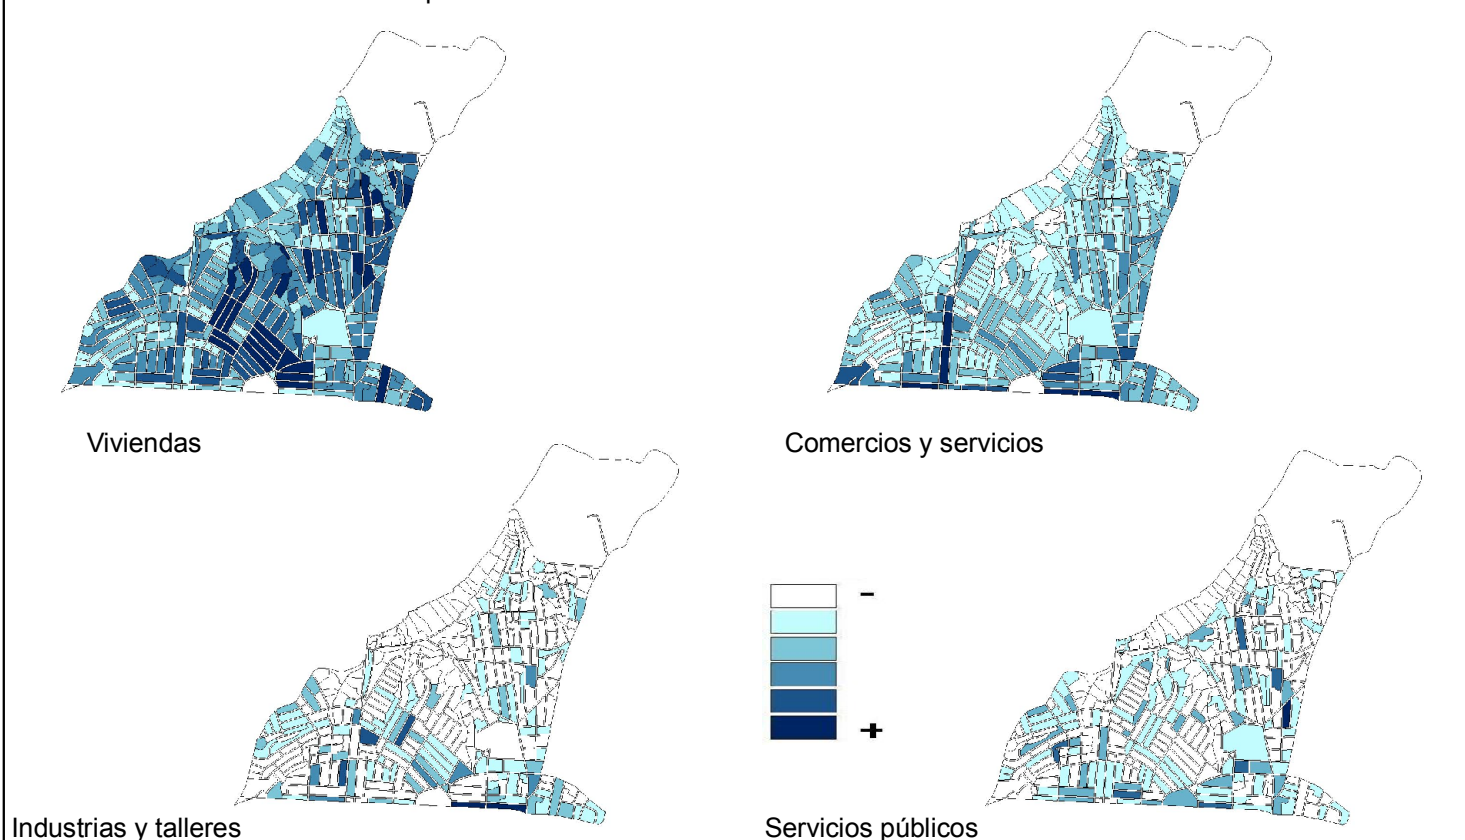 Viviendas
Comercios y servicios
-
+
Industrias y talleres
Servicios públicos